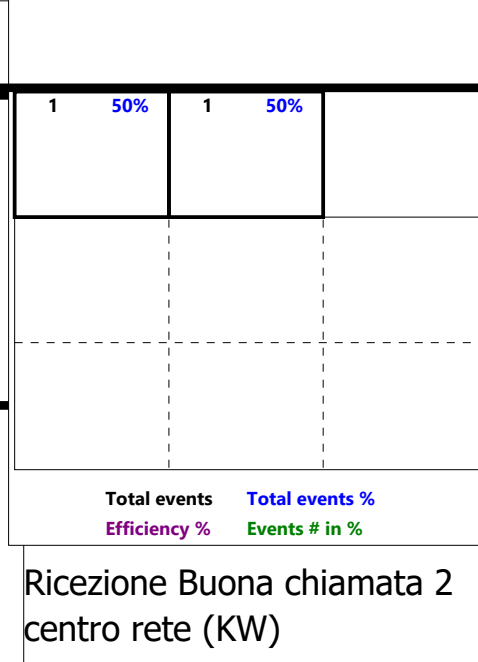 1 50% 1 50%
Total events Total events %
Efficiency % Events # in %
Ricezione Buona chiamata 2
centro rete (KW)